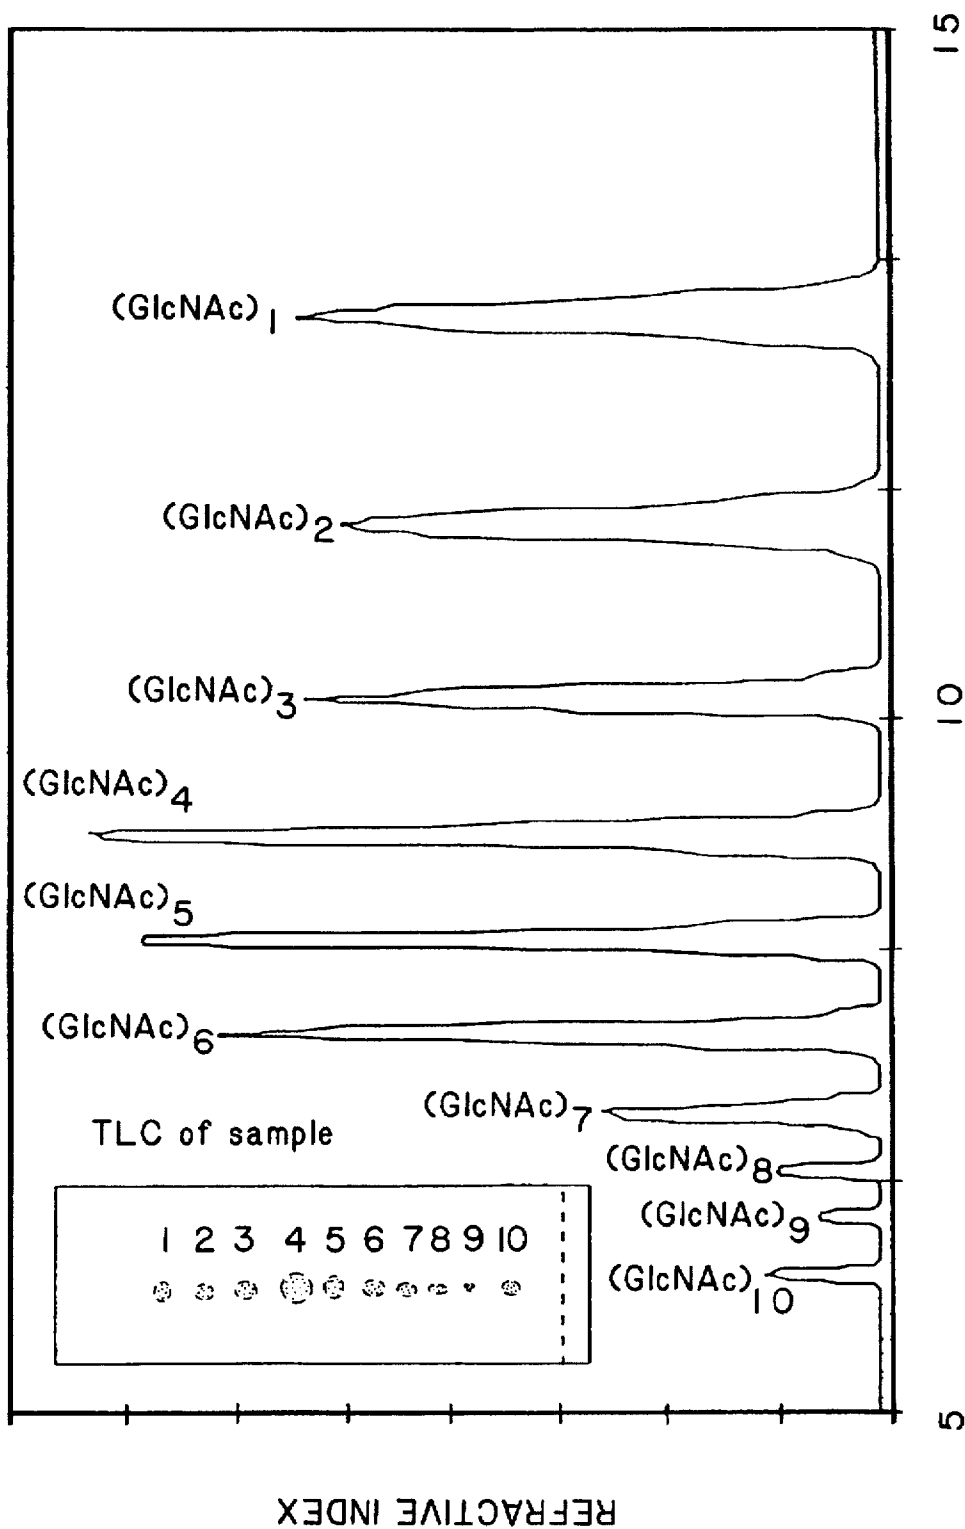 (GlcNAc)1
(GlcNAc)2
(GlcNAc)3
(GlcNAc)4
(GlcNAc)5
(GlcNAc)6
(GlcNAc)7
(GlcNAc)8
(GlcNAc)9
(GlcNAc)10
TLC of sample
1 2 3 4 5 6 7 8 9 10
15
10
5
REFRACTIVE INDEX